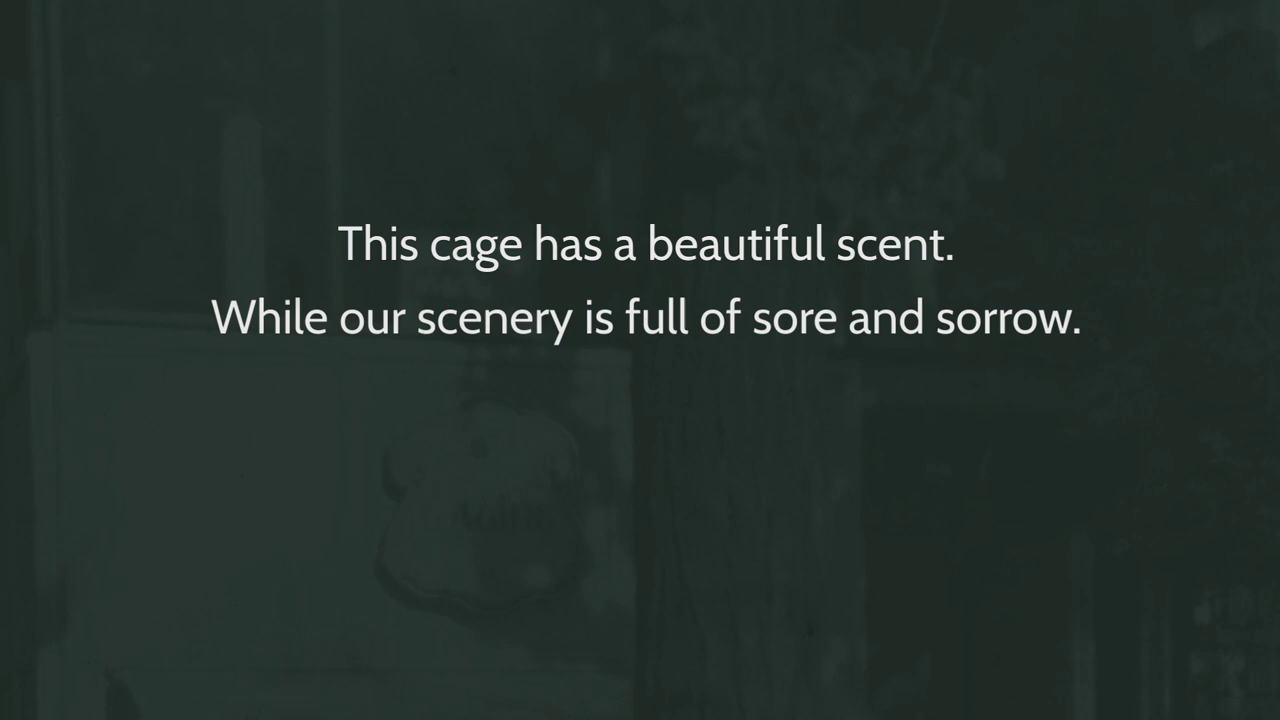 This cage has a beautiful scent.
While our scenery is full of sore and sorrow.